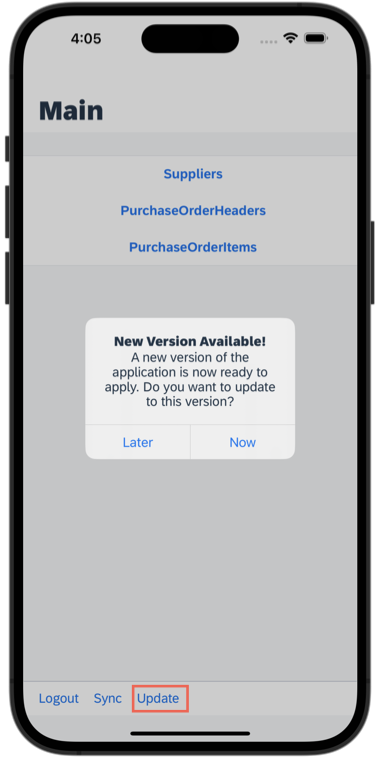 4:05
Main
Suppliers
PurchaseOrderHeaders
PurchaseOrderItems
New Version Available!
A new version of the
application is now ready to
apply. Do you want to update
to this version?
Later Now
Logout Sync Update